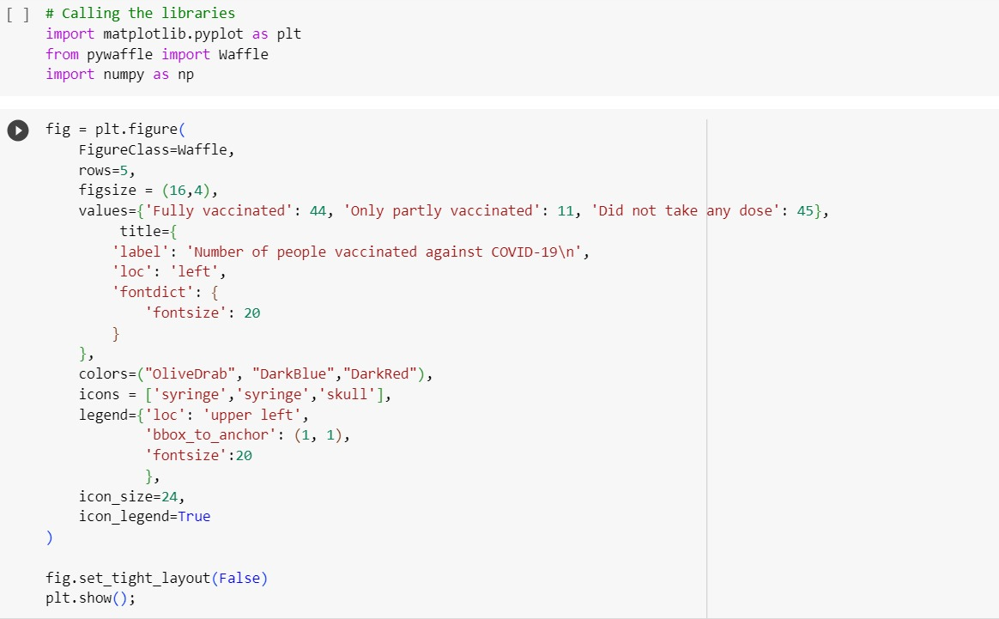 [ ] # Calling the libraries
import matplotlib.pyplot as plt
from pywaffle import Waffle
import numpy as np
fig = plt.figure(
    FigureClass=Waffle,
    rows=5,
    figsize = (16,4),
    values={'Fully vaccinated': 44, 'Only partly vaccinated': 11, 'Did not take any dose': 45},
         title={
        'label': 'Number of people vaccinated against COVID-19\n',
        'loc': 'left',
        'fontdict': {
            'fontsize': 20
        }
    },
    colors=("OliveDrab", "DarkBlue","DarkRed"),
    icons = ['syringe','syringe','skull'],
    legend={'loc': 'upper left',
            'bbox_to_anchor': (1, 1),
            'fontsize':20
            },
    icon_size=24,
    icon_legend=True
)
fig.set_tight_layout(False)
plt.show();